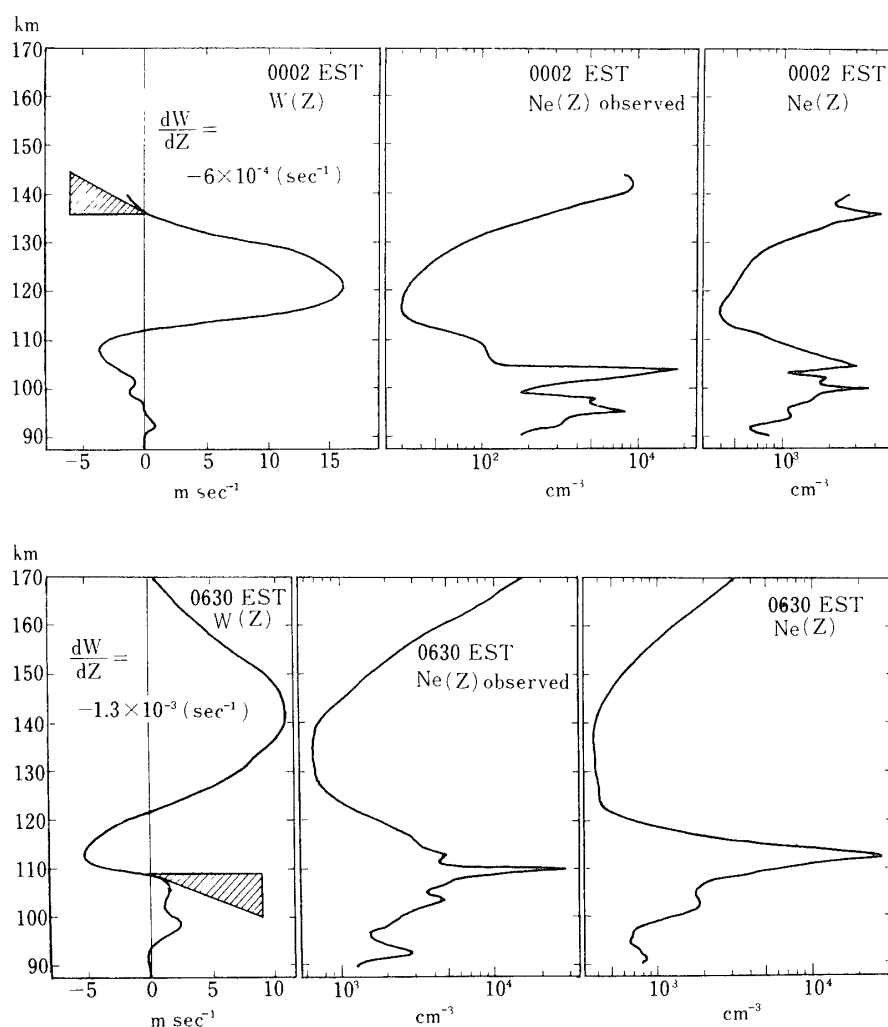 km
170
160
150
140
130
120
110
100
90
0002 EST
W(Z)
dW
dZ =
−6×10⁻⁴ (sec⁻¹)
−5 0 5 10 15
m sec⁻¹
0002 EST
Ne(Z) observed
10² 10⁴
cm⁻³
0002 EST
Ne(Z)
10³
cm⁻³
km
170
160
150
140
130
120
110
100
90
0630 EST
W(Z)
dW
dZ =
−1.3×10⁻³ (sec⁻¹)
−5 0 5 10
m sec⁻¹
0630 EST
Ne(Z) observed
10³ 10⁴
cm⁻³
0630 EST
Ne(Z)
10³ 10⁴
cm⁻³